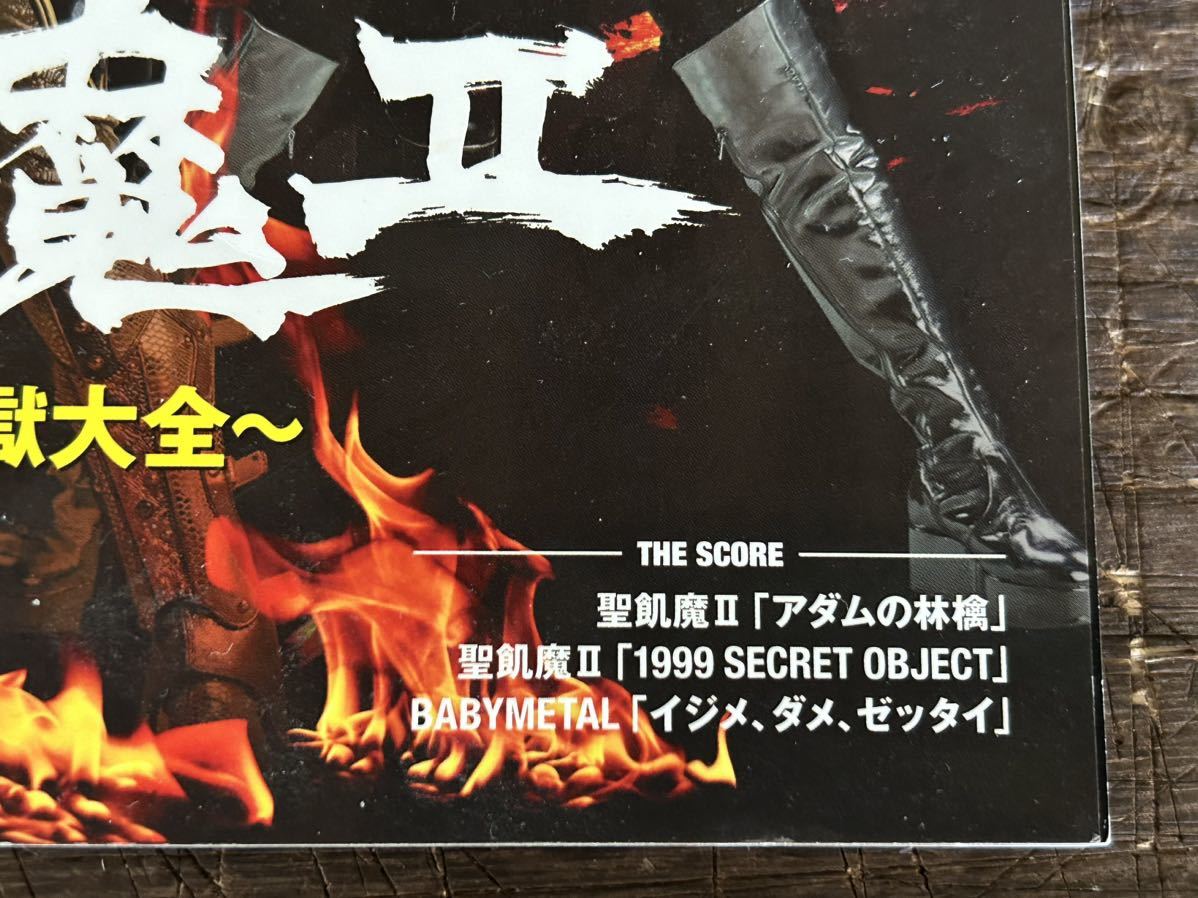 魔II
獄大全～
THE SCORE
聖飢魔II「アダムの林檎」
聖飢魔II「1999 SECRET OBJECT」
BABYMETAL「イジメ、ダメ、ゼッタイ」